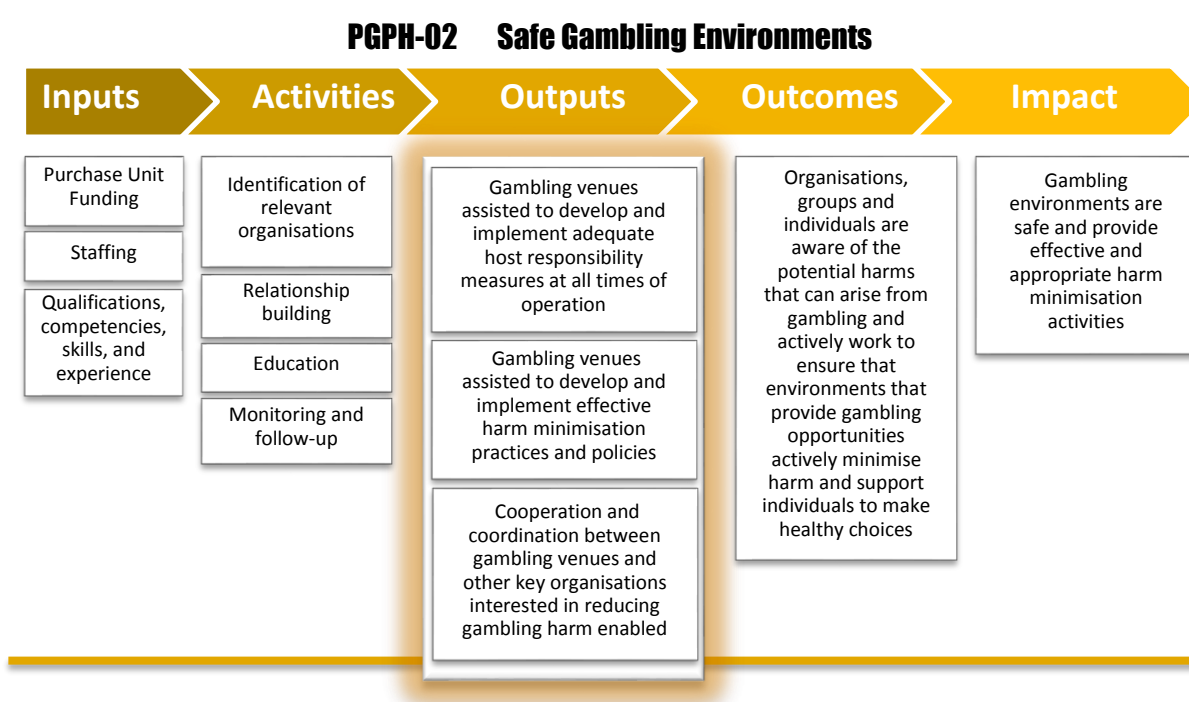 PGPH-02 Safe Gambling Environments
Inputs
Activities
Outputs
Outcomes
Impact
Purchase Unit
Funding
Staffing
Qualifications,
competencies,
skills, and
experience
Identification of
relevant
organisations
Relationship
building
Education
Monitoring and
follow-up
Gambling venues
assisted to develop and
implement adequate
host responsibility
measures at all times of
operation
Gambling venues
assisted to develop and
implement effective
harm minimisation
practices and policies
Cooperation and
coordination between
gambling venues and
other key organisations
interested in reducing
gambling harm enabled
Organisations,
groups and
individuals are
aware of the
potential harms
that can arise from
gambling and
actively work to
ensure that
environments that
provide gambling
opportunities
actively minimise
harm and support
individuals to make
healthy choices
Gambling
environments are
safe and provide
effective and
appropriate harm
minimisation
activities